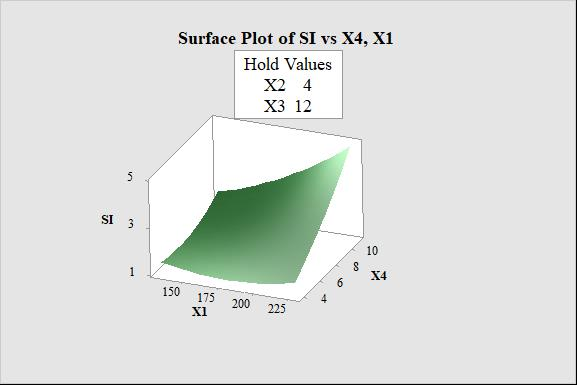 Surface Plot of SI vs X4, X1
Hold Values
X2 4
X3 12
5
SI 3
1
150 175 200 225
X1
4 6 8 10
X4